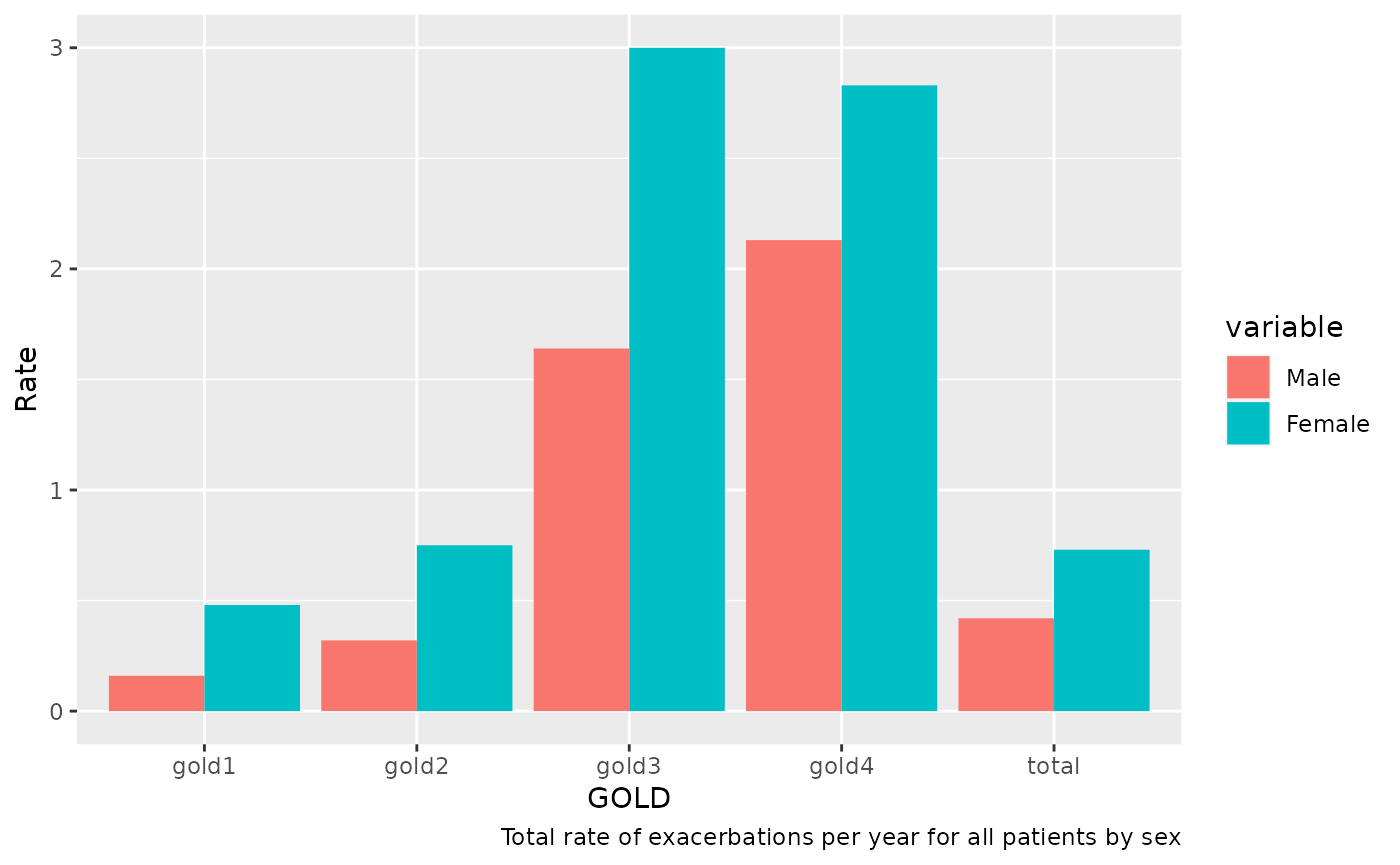 3
2
1
0
Rate
gold1 gold2 gold3 gold4 total
GOLD
Total rate of exacerbations per year for all patients by sex
variable
Male
Female